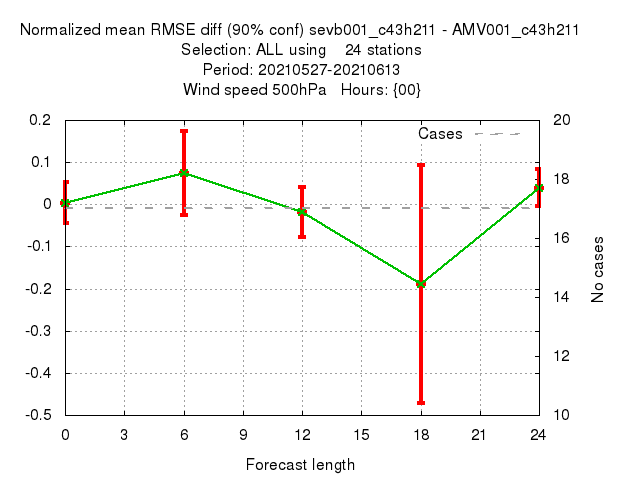 Normalized mean RMSE diff (90% conf) sevb001_c43h211 - AMV001_c43h211
Selection: ALL using    24 stations
Period: 20210527-20210613
Wind speed 500hPa   Hours: {00}
Cases
0.2
0.1
0
-0.1
-0.2
-0.3
-0.4
-0.5
20
18
16
14
12
10
No cases
0 3 6 9 12 15 18 21 24
Forecast length